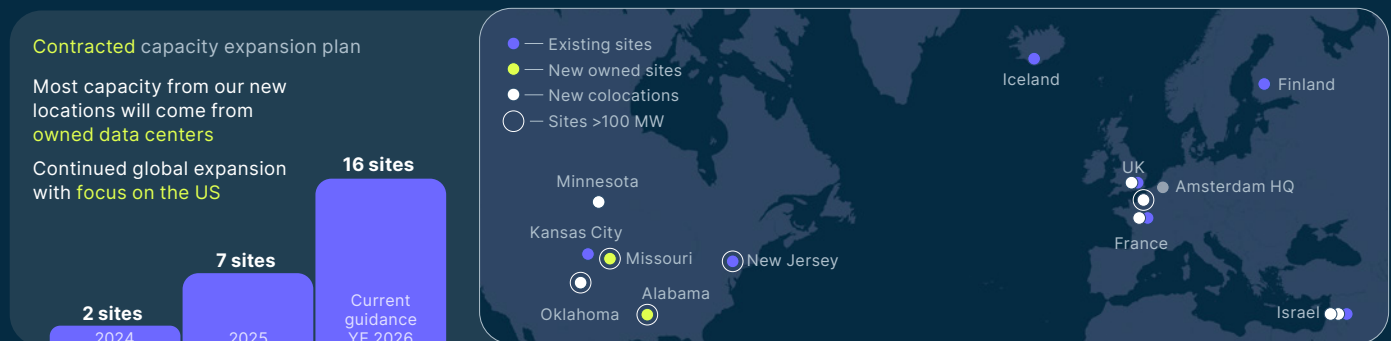 Contracted capacity expansion plan
Most capacity from our new
locations will come from
owned data centers
Continued global expansion
with focus on the US
2 sites
2024
7 sites
2025
16 sites
Current
guidance
YE 2026
Existing sites
New owned sites
New colocations
Sites >100 MW
Minnesota
Kansas City
Missouri
Oklahoma
Alabama
New Jersey
Iceland
Finland
UK
Amsterdam HQ
France
Israel